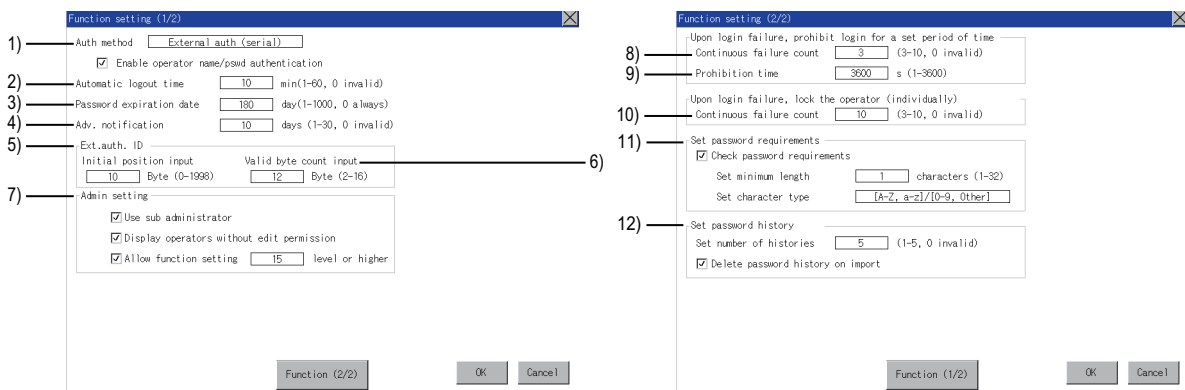 Function setting (1/2)
1)
Auth method External auth (serial)
Enable operator name/pswd authentication
2)
Automatic logout time 10 min(1-60, 0 invalid)
3)
Password expiration date 180 day(1-1000, 0 always)
4)
Adv. notification 10 days (1-30, 0 invalid)
5)
Ext.auth. ID
Initial position input Valid byte count input
6)
10 Byte (0-1998) 12 Byte (2-16)
7)
Admin setting
Use sub administrator
Display operators without edit permission
Allow function setting 15 level or higher
Function (2/2) OK Cancel
Function setting (2/2)
Upon login failure, prohibit login for a set period of time
8)
Continuous failure count 3 (3-10, 0 invalid)
9)
Prohibition time 3600 s (1-3600)
Upon login failure, lock the operator (individually)
10)
Continuous failure count 10 (3-10, 0 invalid)
11)
Set password requirements
Check password requirements
Set minimum length 1 characters (1-32)
Set character type [A-Z, a-z]/[0-9, Other]
12)
Set password history
Set number of histories 5 (1-5, 0 invalid)
Delete password history on import
Function (1/2) OK Cancel